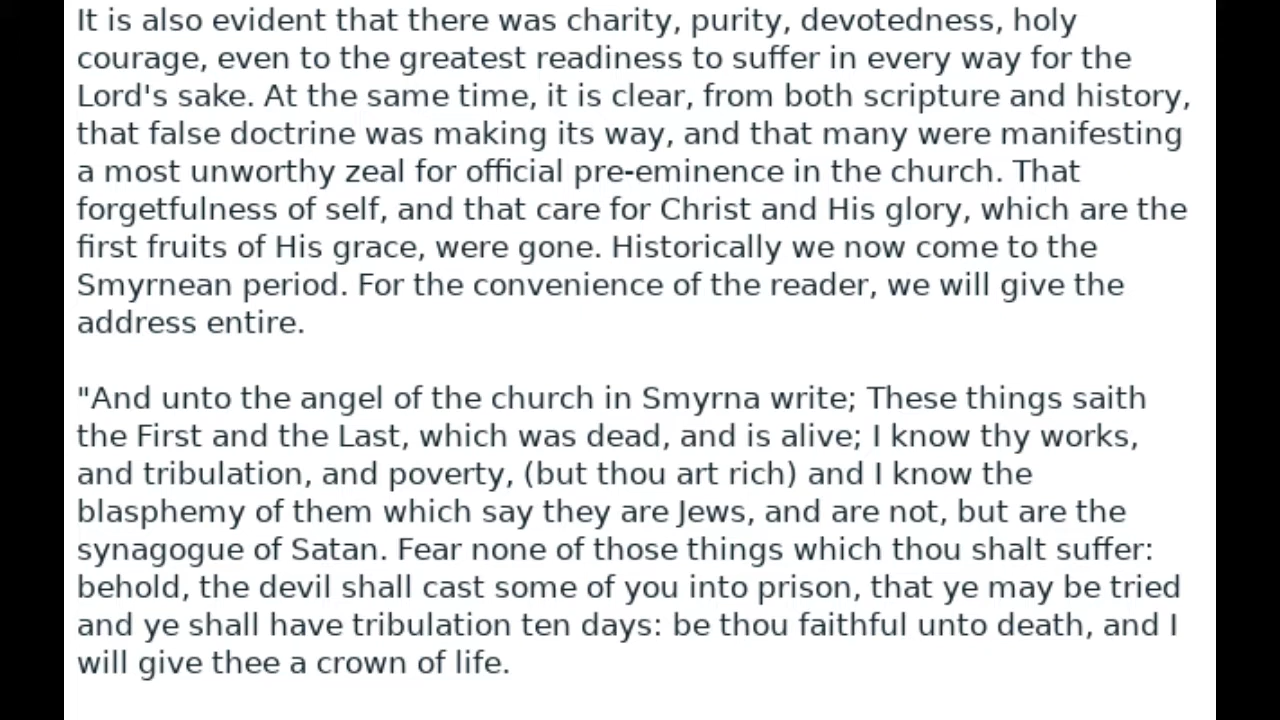 It is also evident that there was charity, purity, devotedness, holy
courage, even to the greatest readiness to suffer in every way for the
Lord's sake. At the same time, it is clear, from both scripture and history,
that false doctrine was making its way, and that many were manifesting
a most unworthy zeal for official pre-eminence in the church. That
forgetfulness of self, and that care for Christ and His glory, which are the
first fruits of His grace, were gone. Historically we now come to the
Smyrnean period. For the convenience of the reader, we will give the
address entire.
"And unto the angel of the church in Smyrna write; These things saith
the First and the Last, which was dead, and is alive; I know thy works,
and tribulation, and poverty, (but thou art rich) and I know the
blasphemy of them which say they are Jews, and are not, but are the
synagogue of Satan. Fear none of those things which thou shalt suffer:
behold, the devil shall cast some of you into prison, that ye may be tried
and ye shall have tribulation ten days: be thou faithful unto death, and I
will give thee a crown of life.